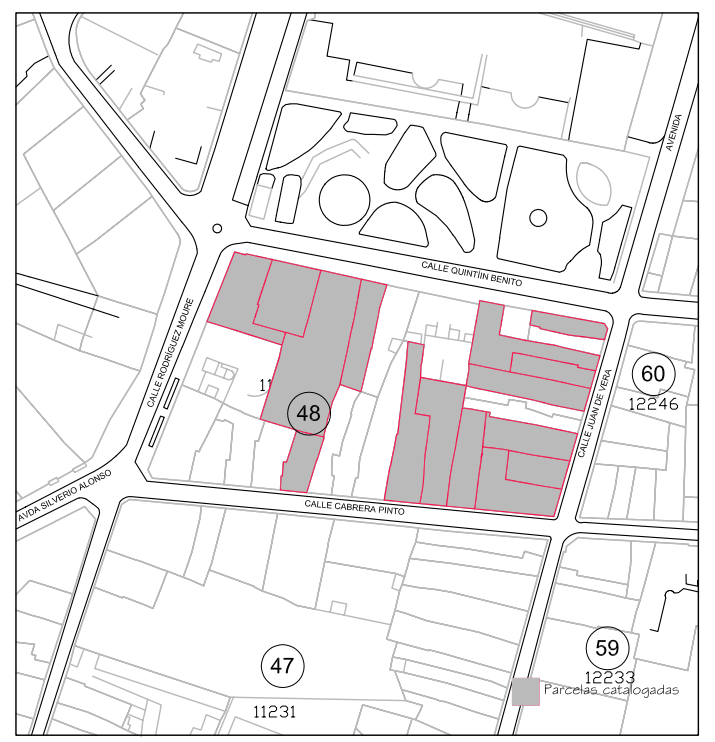 AVENIDA
CALLE QUINTÍIN BENITO
CALLE RODRÍGUEZ MOURE
CALLE JUAN DE VERA
60
12246
11
48
AVDA SILVERIO ALONSO
CALLE CABRERA PINTO
47
11231
59
12233
Parcelas catalogadas